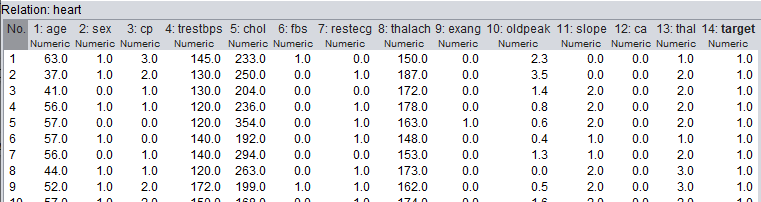 Relation: heart
No. 1: age 2: sex 3: cp 4: trestbps 5: chol 6: fbs 7: restecg 8: thalach 9: exang 10: oldpeak 11: slope 12: ca 13: thal 14: target
Numeric Numeric Numeric Numeric Numeric Numeric Numeric Numeric Numeric Numeric Numeric Numeric Numeric Numeric
1 63.0 1.0 3.0 145.0 233.0 1.0 0.0 150.0 0.0 2.3 0.0 0.0 1.0 1.0
2 37.0 1.0 2.0 130.0 250.0 0.0 1.0 187.0 0.0 3.5 0.0 0.0 2.0 1.0
3 41.0 0.0 1.0 130.0 204.0 0.0 0.0 172.0 0.0 1.4 2.0 0.0 2.0 1.0
4 56.0 1.0 1.0 120.0 236.0 0.0 1.0 178.0 0.0 0.8 2.0 0.0 2.0 1.0
5 57.0 0.0 0.0 120.0 354.0 0.0 1.0 163.0 1.0 0.6 2.0 0.0 2.0 1.0
6 57.0 1.0 0.0 140.0 192.0 0.0 1.0 148.0 0.0 0.4 1.0 0.0 1.0 1.0
7 56.0 0.0 1.0 140.0 294.0 0.0 0.0 153.0 0.0 1.3 1.0 0.0 2.0 1.0
8 44.0 1.0 1.0 120.0 263.0 0.0 1.0 173.0 0.0 0.0 2.0 0.0 3.0 1.0
9 52.0 1.0 2.0 172.0 199.0 1.0 1.0 162.0 0.0 0.5 2.0 0.0 3.0 1.0